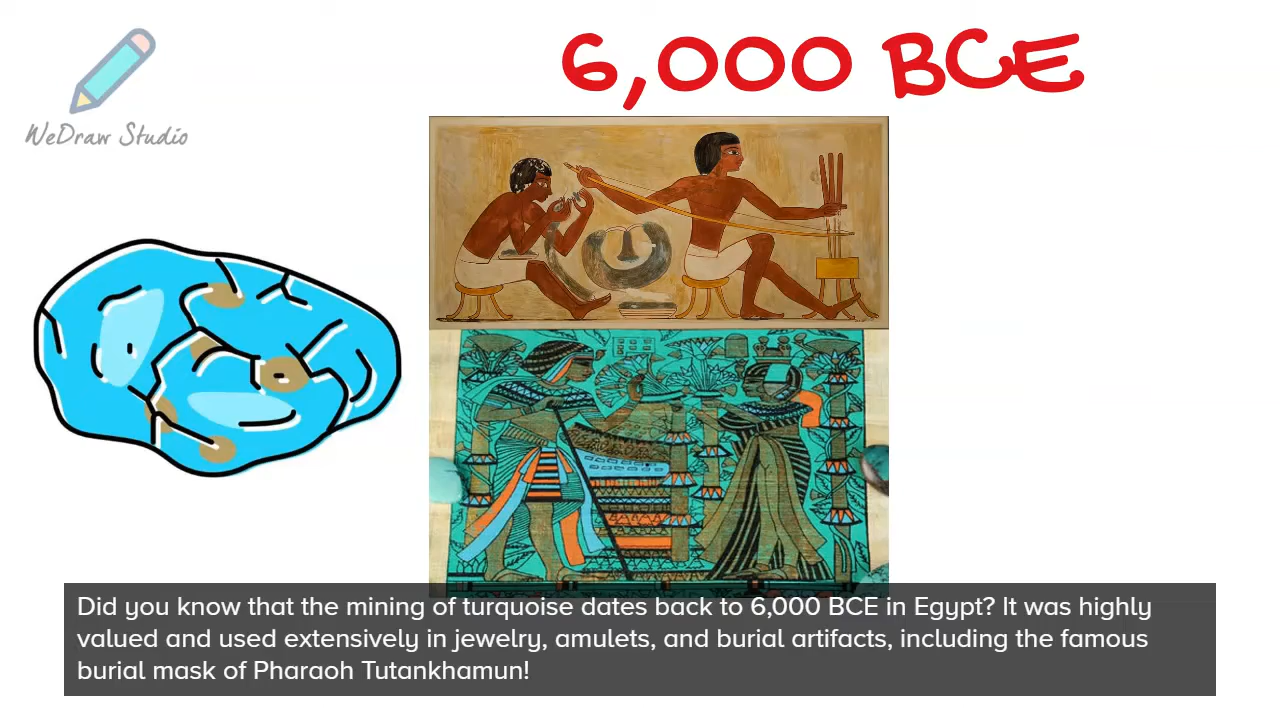 6,000 BCE
WeDraw Studio
Did you know that the mining of turquoise dates back to 6,000 BCE in Egypt? It was highly
valued and used extensively in jewelry, amulets, and burial artifacts, including the famous
burial mask of Pharaoh Tutankhamun!